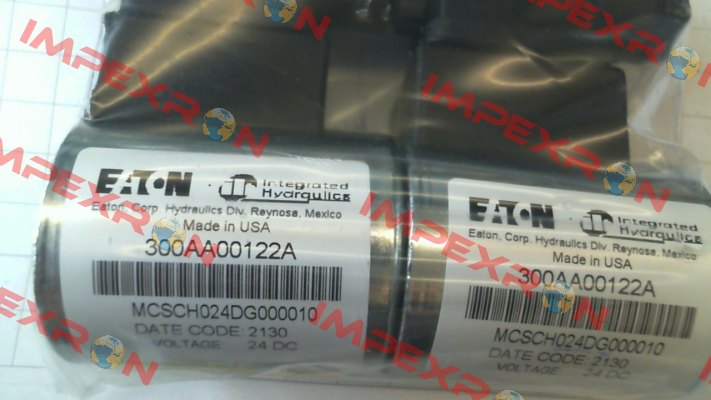 EATON Integrated Hydraulics
Eaton, Corp. Hydraulics Div. Reynosa, Mexico
Made in USA
300AA00122A
MCSCH024DG000010
DATE CODE: 2130
VOLTAGE: 24 DC
EATON Integrated Hydraulics
Eaton, Corp. Hydraulics Div. Reynosa, Mexico
Made in USA
300AA00122A
MCSCH024DG000010
DATE CODE: 2130
VOLTAGE: 24 DC
IMPEXRON
IMPEXRON
IMPEXRON
IMPEXRON
IMPEXRON
IMPEXRON